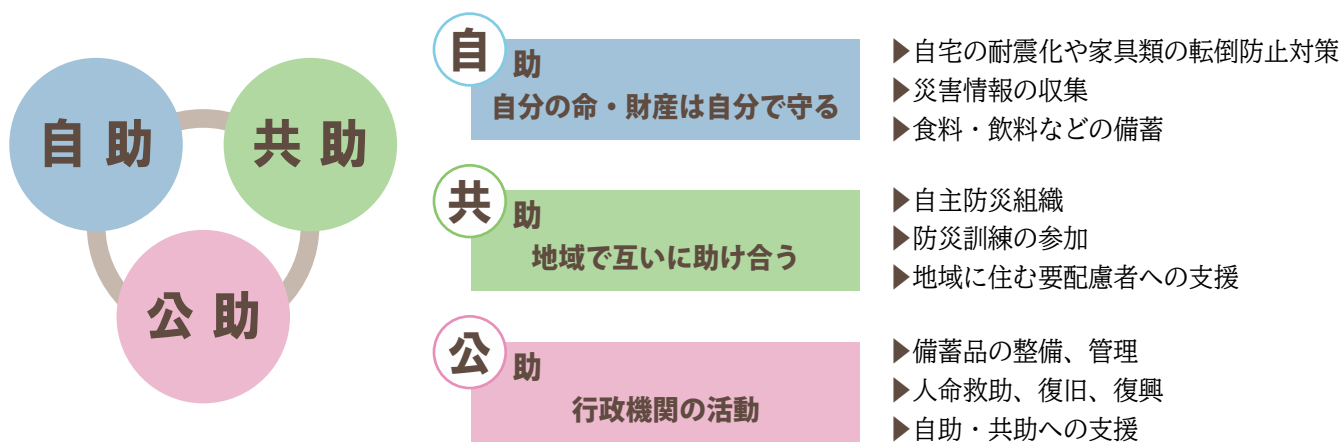 自助
共助
公助
自助
自分の命・財産は自分で守る
▶自宅の耐震化や家具類の転倒防止対策
▶災害情報の収集
▶食料・飲料などの備蓄
共助
地域で互いに助け合う
▶自主防災組織
▶防災訓練の参加
▶地域に住む要配慮者への支援
公助
行政機関の活動
▶備蓄品の整備、管理
▶人命救助、復旧、復興
▶自助・共助への支援